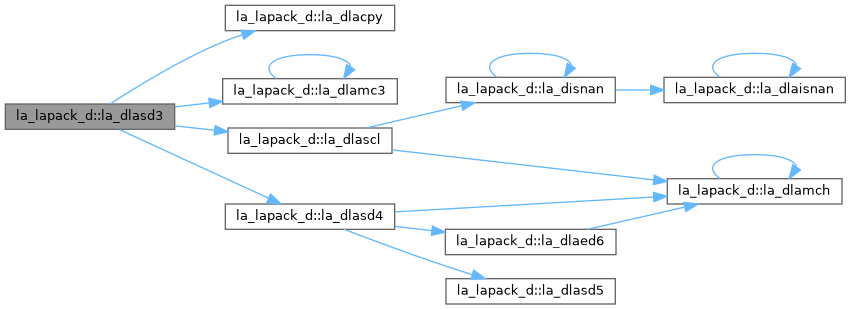 la_lapack_d::la_dlasd3
la_lapack_d::la_dlacpy
la_lapack_d::la_dlamc3
la_lapack_d::la_dlascl
la_lapack_d::la_disnan
la_lapack_d::la_dlaisnan
la_lapack_d::la_dlamch
la_lapack_d::la_dlasd4
la_lapack_d::la_dlaed6
la_lapack_d::la_dlasd5